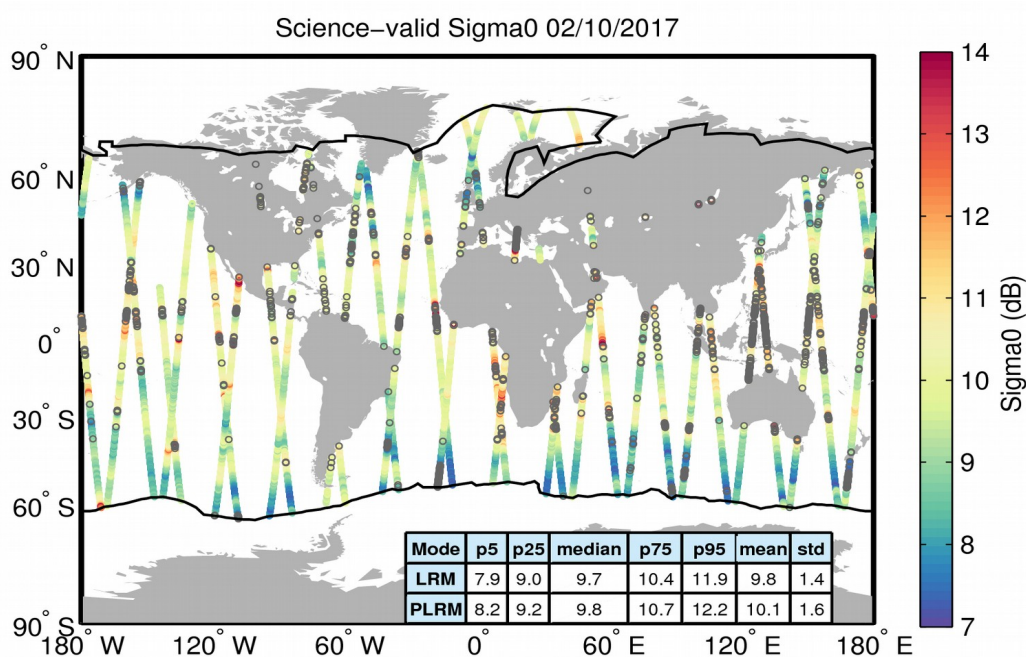 Science−valid Sigma0 02/10/2017
90° N
60° N
30° N
0°
30° S
60° S
90° S
180° W
120° W
60° W
0°
60° E
120° E
180° E
14
13
12
11
10
9
8
7
Sigma0 (dB)
Mode p5 p25 median p75 p95 mean std
LRM 7.9 9.0 9.7 10.4 11.9 9.8 1.4
PLRM 8.2 9.2 9.8 10.7 12.2 10.1 1.6